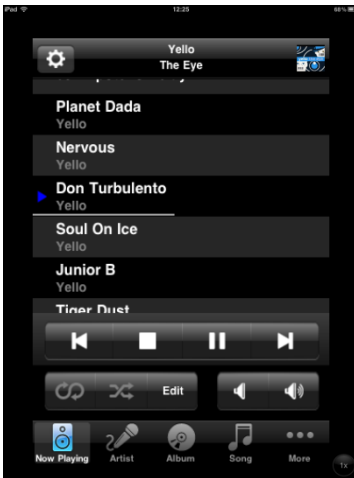 iPad
12:25
Yello
The Eye
Planet Dada
Yello
Nervous
Yello
Don Turbulento
Yello
Soul On Ice
Yello
Junior B
Yello
Tiger Dust
Edit
Now Playing
Artist
Album
Song
More
1x